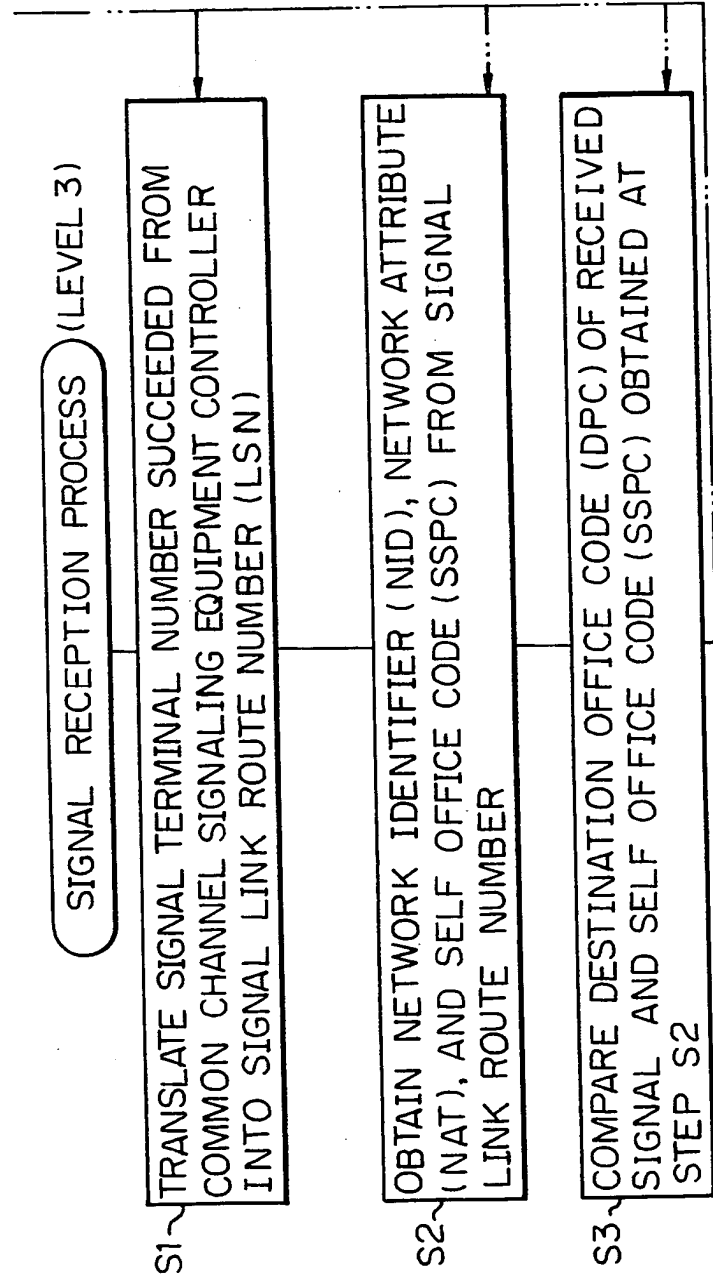 SIGNAL RECEPTION PROCESS (LEVEL 3)
S1 TRANSLATE SIGNAL TERMINAL NUMBER SUCCEEDED FROM
COMMON CHANNEL SIGNALING EQUIPMENT CONTROLLER
INTO SIGNAL LINK ROUTE NUMBER (LSN)
S2 OBTAIN NETWORK IDENTIFIER (NID), NETWORK ATTRIBUTE
(NAT), AND SELF OFFICE CODE (SSPC) FROM SIGNAL
LINK ROUTE NUMBER
S3 COMPARE DESTINATION OFFICE CODE (DPC) OF RECEIVED
SIGNAL AND SELF OFFICE CODE (SSPC) OBTAINED AT
STEP S2